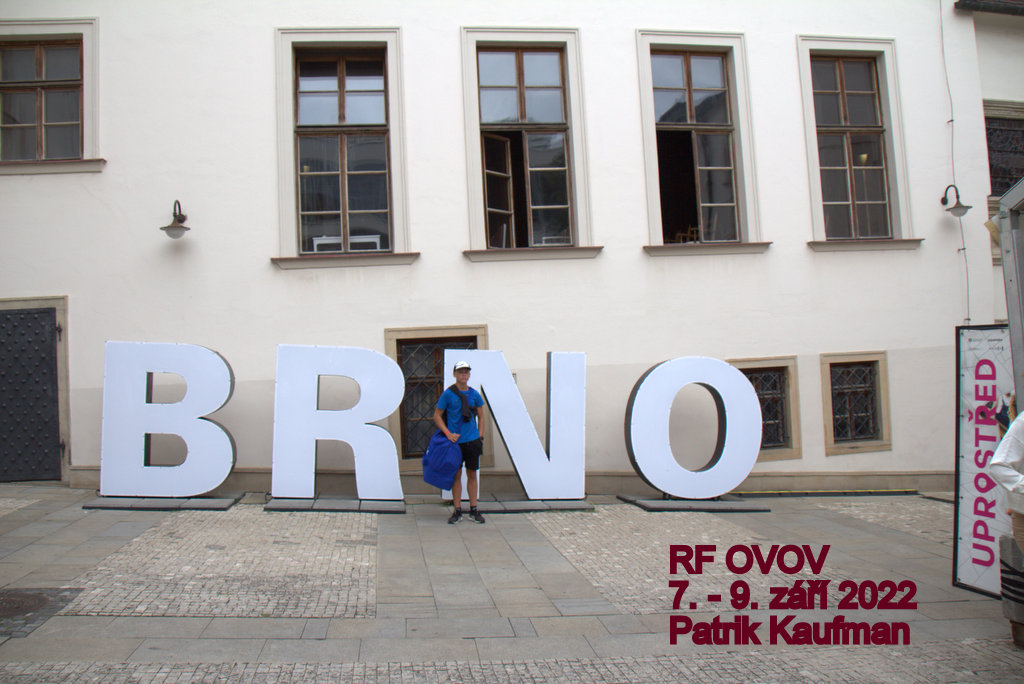 BRNO
UPROSTŘED
RF OVOV
7. - 9. září 2022
Patrik Kaufman